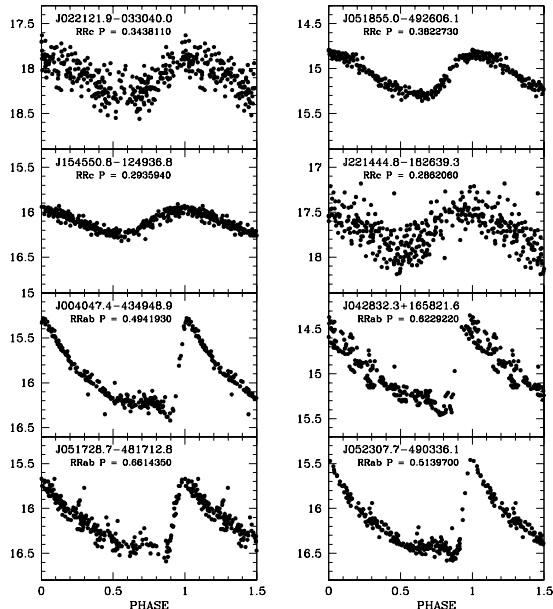 J022121.9-033040.0
RRc P = 0.3438110
17.5
18
18.5
J051855.0-492606.1
RRc P = 0.3822730
14.5
15
15.5
J154550.8-124936.8
RRc P = 0.2935940
15.5
16
16.5
J221444.8-182639.3
RRc P = 0.2862060
17
17.5
18
J004047.4-434948.9
RRab P = 0.4941930
15
15.5
16
16.5
J042832.3+165821.6
RRab P = 0.6229220
14.5
15
15.5
J051728.7-481712.8
RRab P = 0.6614350
15.5
16
16.5
J052307.7-490336.1
RRab P = 0.5139700
15.5
16
16.5
0 0.5 1 1.5
PHASE
0 0.5 1 1.5
PHASE